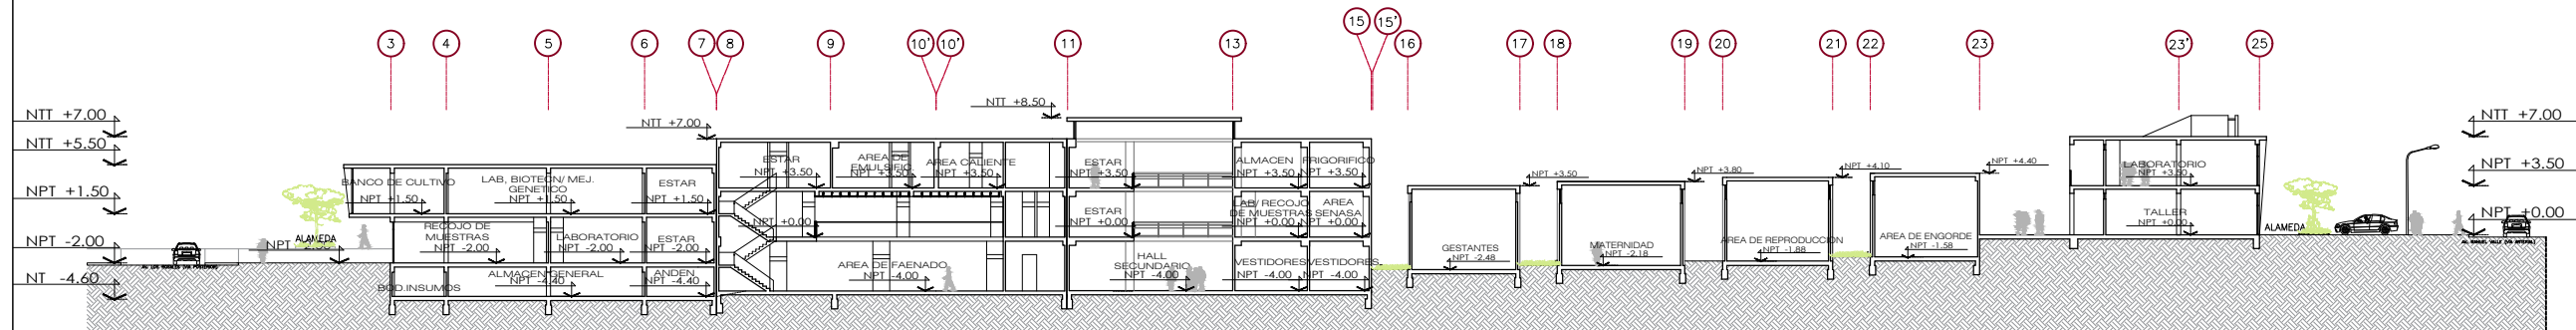 15 15'
3 4 5 6 7 8 9 10' 10' 11 13 16 17 18 19 20 21 22 23 23' 25
NTT +8.50
NTT +7.00
NTT +7.00
NTT +7.00
NTT +5.50
NPT +3.50
NPT +1.50
NPT +0.00
NPT -2.00
NT -4.60
BANCO DE CULTIVO
NPT +1.50
LAB, BIOTECN/ MEJ.
GENETICO
NPT +1.50
ESTAR
NPT +1.50
RECOJO DE
MUESTRAS
NPT -2.00
LABORATORIO
NPT -2.00
ESTAR
NPT -2.00
ALMACEN GENERAL
NPT -4.40
ANDEN
NPT -4.40
BOD.INSUMOS
ALAMEDA
ESTAR
NPT +3.50
AREA DE
EMULSIFIC
NPT +3.50
AREA CALIENTE
NPT +3.50
NPT +0.00
AREA DE FAENADO
NPT -4.00
ESTAR
NPT +3.50
ESTAR
NPT +0.00
HALL
SECUNDARIO
NPT -4.00
ALMACEN
NPT +3.50
FRIGORIFICO
NPT +3.50
LAB/ RECOJO
DE MUESTRAS
NPT +0.00
AREA
SENASA
NPT +0.00
VESTIDORES
NPT -4.00
VESTIDORES
NPT -4.00
NPT +3.50
GESTANTES
NPT -2.48
NPT +3.80
MATERNIDAD
NPT -2.18
NPT +4.10
AREA DE REPRODUCCION
NPT -1.88
NPT +4.40
AREA DE ENGORDE
NPT -1.58
LABORATORIO
NPT +3.50
TALLER
NPT +0.00
ALAMEDA